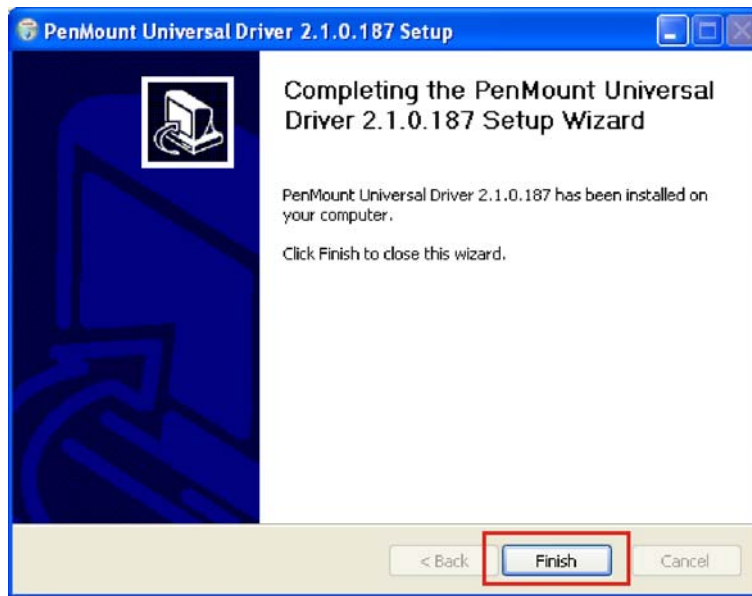 PenMount Universal Driver 2.1.0.187 Setup
Completing the PenMount Universal
Driver 2.1.0.187 Setup Wizard
PenMount Universal Driver 2.1.0.187 has been installed on
your computer.
Click Finish to close this wizard.
< Back Finish Cancel